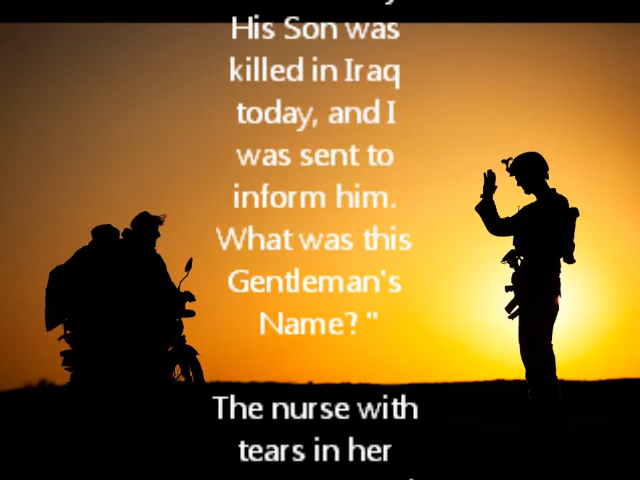 His Son was
killed in Iraq
today, and I
was sent to
inform him.
What was this
Gentleman's
Name? "
The nurse with
tears in her